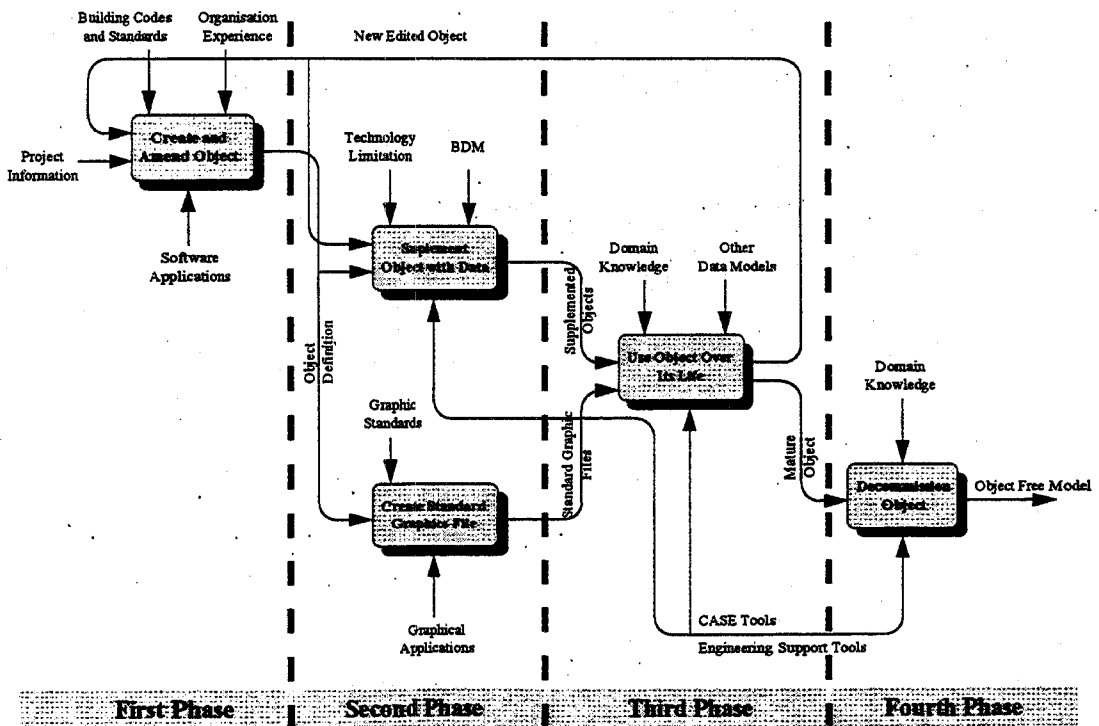 Building Codes
and Standards
Organisation
Experience
New Edited Object
Create and
Amend Object
Project
Information
Software
Applications
Technology
Limitation
BDM
Suplement
Object with Data
Object
Definition
Supplemented
Objects
Domain
Knowledge
Other
Data Models
Use Object Over
Its Life
Graphic
Standards
Create Standard
Graphics File
Graphical
Applications
Standard Graphic
Files
Mature
Object
Domain
Knowledge
Decommission
Object
Object Free Model
CASE Tools
Engineering Support Tools
First Phase
Second Phase
Third Phase
Fourth Phase